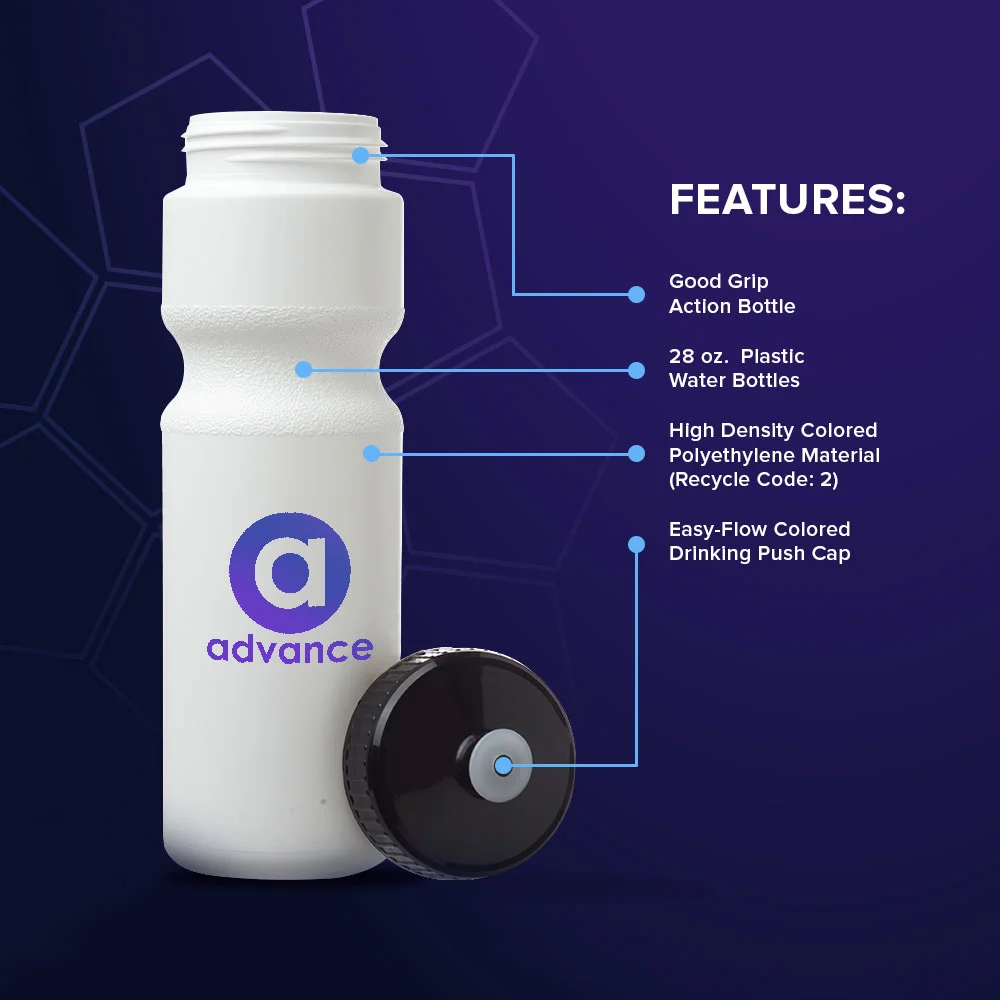 FEATURES:
Good Grip
Action Bottle
28 oz.  Plastic
Water Bottles
High Density Colored
Polyethylene Material
(Recycle Code: 2)
Easy-Flow Colored
Drinking Push Cap
a
advance